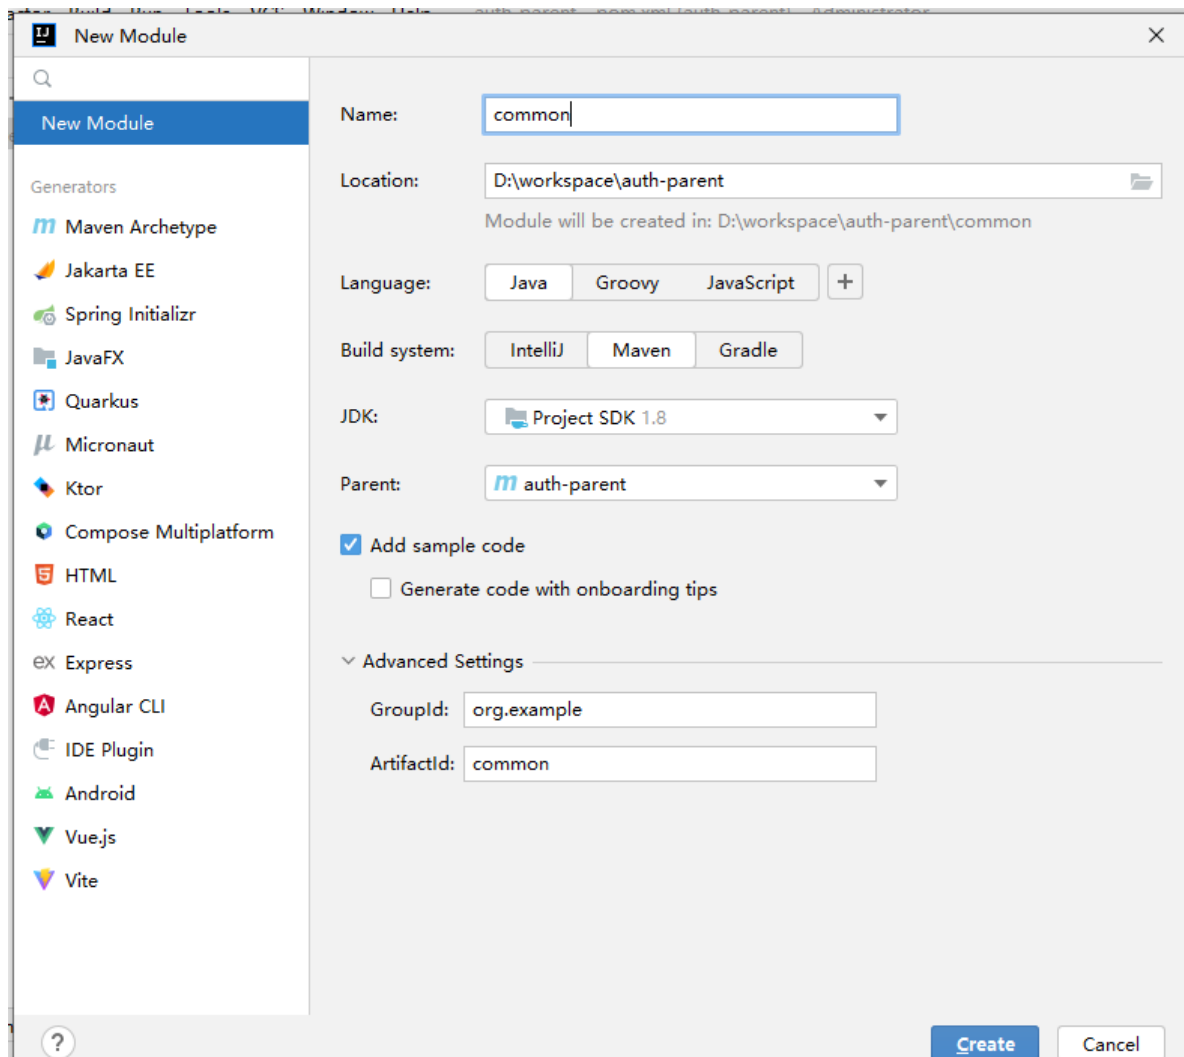 New Module
New Module
Generators
Maven Archetype
Jakarta EE
Spring Initializr
JavaFX
Quarkus
Micronaut
Ktor
Compose Multiplatform
HTML
React
Express
Angular CLI
IDE Plugin
Android
Vue.js
Vite
Name: common
Location: D:\workspace\auth-parent
Module will be created in: D:\workspace\auth-parent\common
Language: Java Groovy JavaScript +
Build system: IntelliJ Maven Gradle
JDK: Project SDK 1.8
Parent: auth-parent
Add sample code
Generate code with onboarding tips
Advanced Settings
GroupId: org.example
ArtifactId: common
? Create Cancel